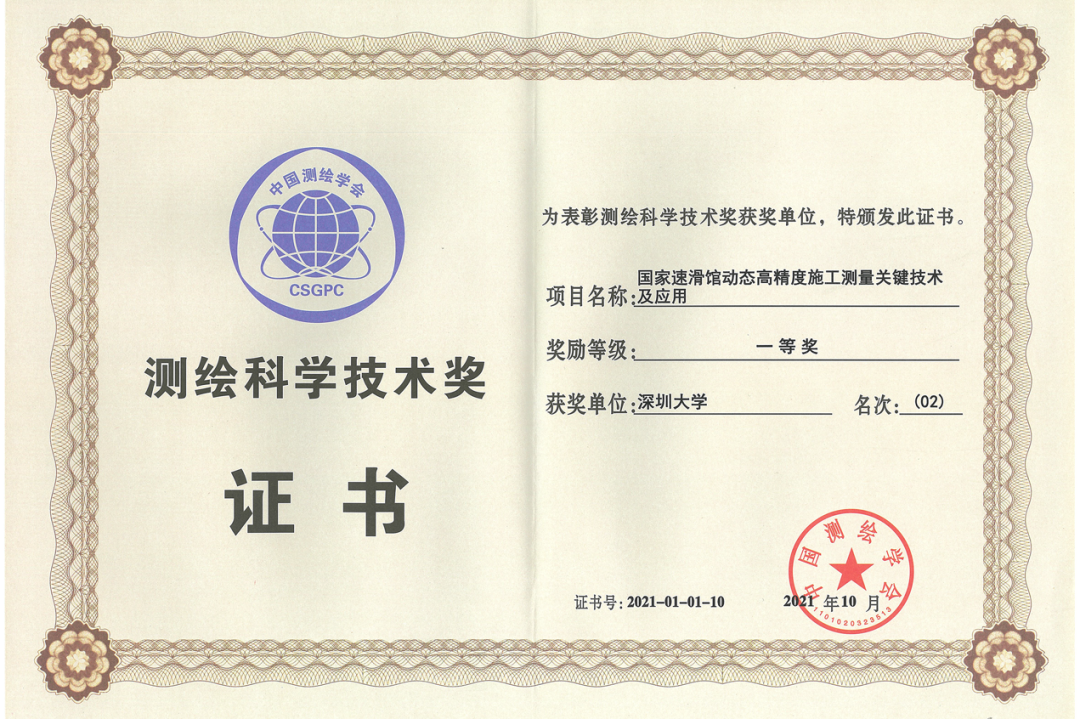 中国测绘学会
CSGPC
测绘科学技术奖
证书
为表彰测绘科学技术奖获奖单位，特颁发此证书。
项目名称：国家速滑馆动态高精度施工测量关键技术
及应用
奖励等级：一等奖
获奖单位：深圳大学 名次：(02)
证书号：2021-01-01-10 2021年10月
中国测绘学会
1101020323513